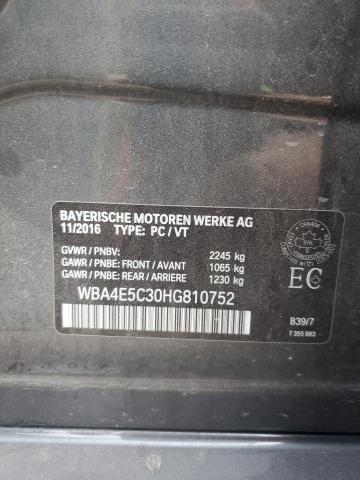 BAYERISCHE MOTOREN WERKE AG
11/2016 TYPE: PC / VT
GVWR / PNBV: 2245 kg
GAWR / PNBE: FRONT / AVANT 1065 kg
GAWR / PNBE: REAR / ARRIERE 1230 kg
WBA4E5C30HG810752
CANADA
EC
B39/7
7 355 883